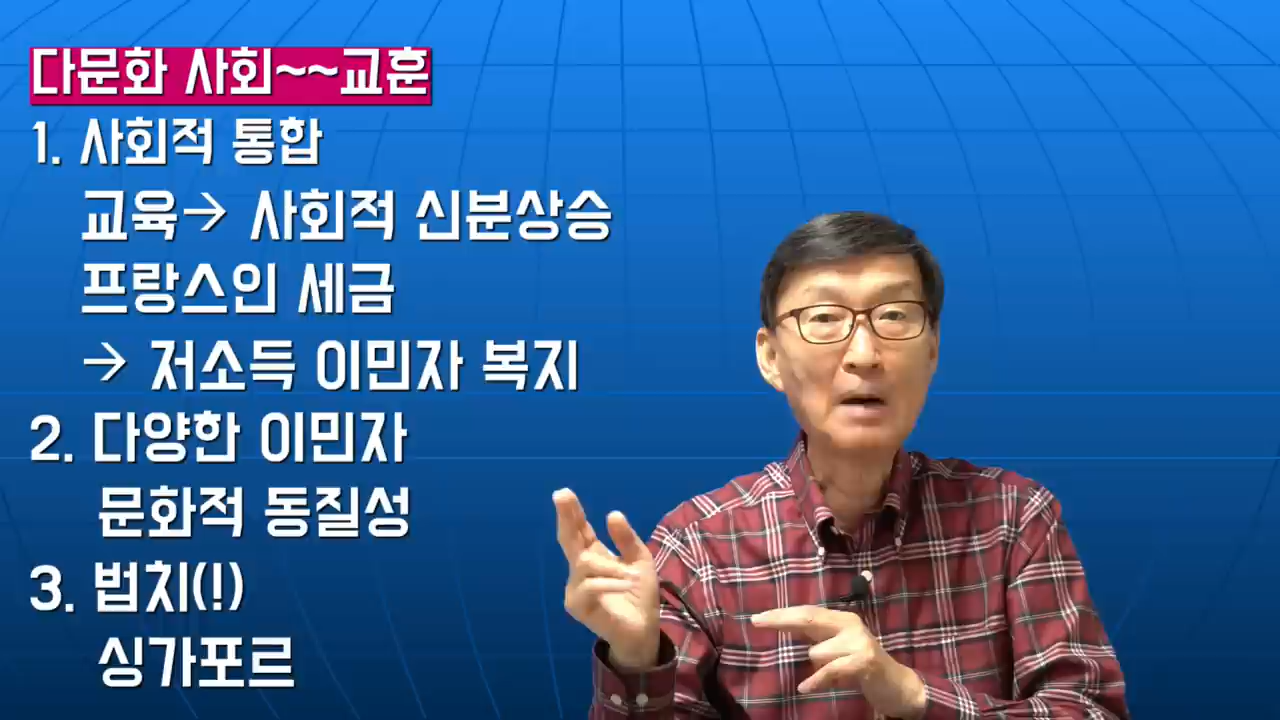 다문화 사회~~교훈
1. 사회적 통합
교육→ 사회적 신분상승
프랑스인 세금
→ 저소득 이민자 복지
2. 다양한 이민자
문화적 동질성
3. 법치(!)
싱가포르